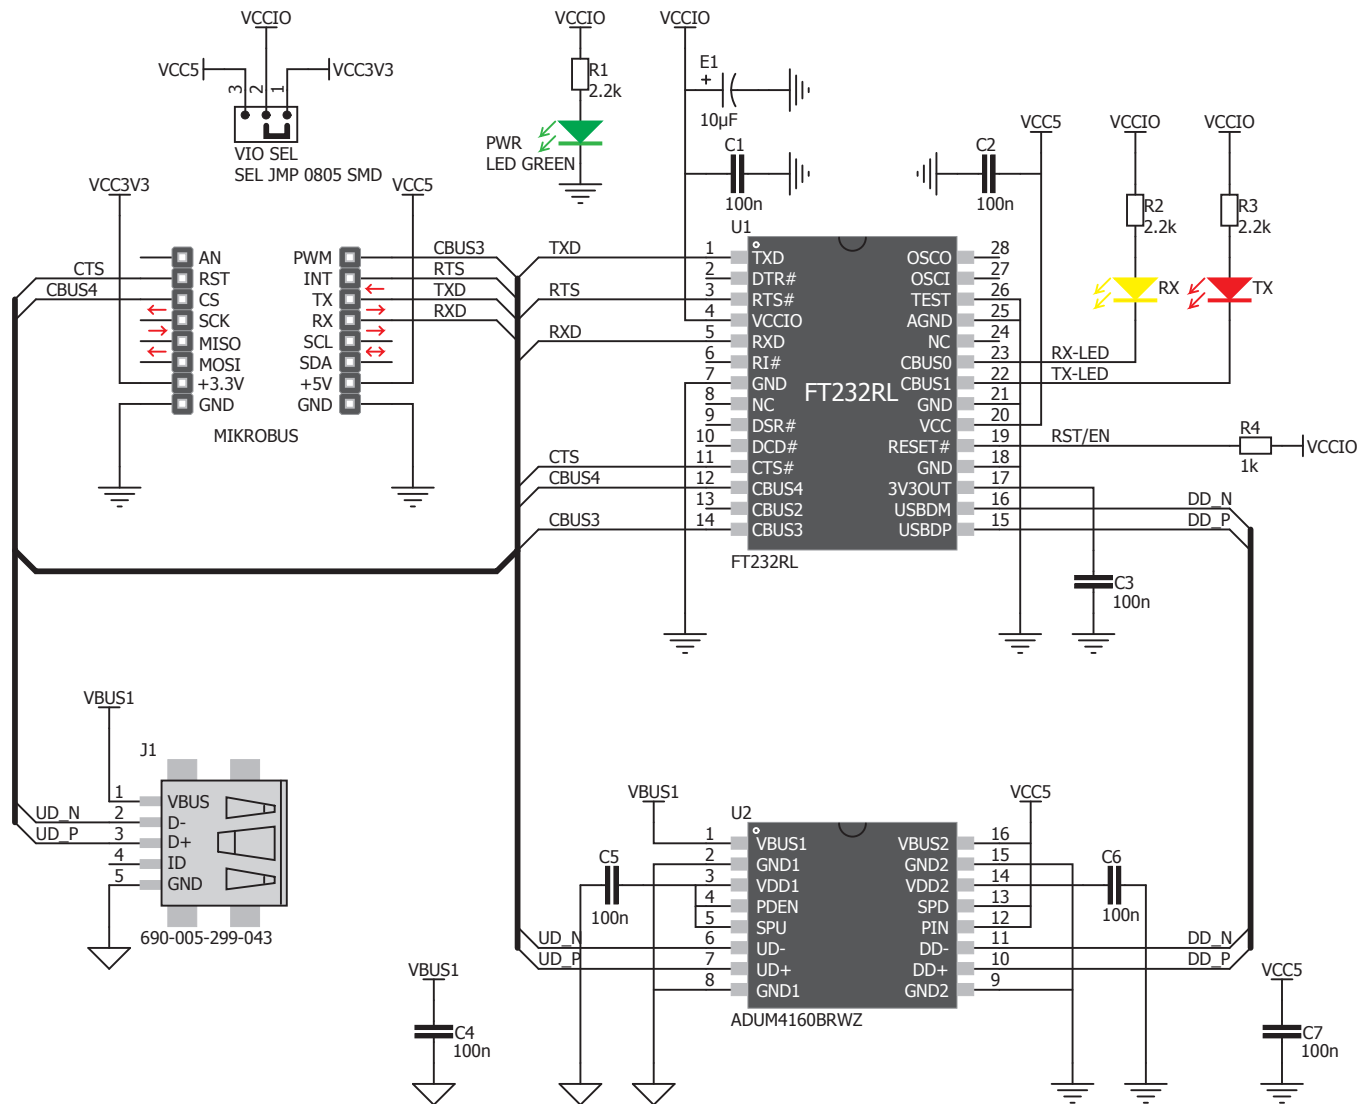 VCCIO
VCC5
VCC3V3
3
2
1
VIO SEL
SEL JMP 0805 SMD
VCCIO
R1
2.2k
PWR
LED GREEN
VCCIO
E1
+
10µF
C1
100n
C2
100n
VCC5
VCCIO
R2
2.2k
RX
VCCIO
R3
2.2k
TX
VCC3V3
VCC5
CTS
CBUS4
AN
RST
CS
SCK
MISO
MOSI
+3.3V
GND
PWM
INT
TX
RX
SCL
SDA
+5V
GND
MIKROBUS
CBUS3
RTS
TXD
RXD
TXD
RTS
RXD
CTS
CBUS4
CBUS3
U1
1
2
3
4
5
6
7
8
9
10
11
12
13
14
TXD
DTR#
RTS#
VCCIO
RXD
RI#
GND
NC
DSR#
DCD#
CTS#
CBUS4
CBUS2
CBUS3
FT232RL
OSCO
OSCI
TEST
AGND
NC
CBUS0
CBUS1
GND
VCC
RESET#
GND
3V3OUT
USBDM
USBDP
28
27
26
25
24
23
22
21
20
19
18
17
16
15
FT232RL
RX-LED
TX-LED
RST/EN
R4
1k
VCCIO
DD_N
DD_P
C3
100n
VBUS1
J1
UD_N
UD_P
1
2
3
4
5
VBUS
D-
D+
ID
GND
690-005-299-043
VBUS1
C4
100n
VBUS1
C5
100n
UD_N
UD_P
U2
1
2
3
4
5
6
7
8
VBUS1
GND1
VDD1
PDEN
SPU
UD-
UD+
GND1
VBUS2
GND2
VDD2
SPD
PIN
DD-
DD+
GND2
16
15
14
13
12
11
10
9
ADUM4160BRWZ
VCC5
C6
100n
DD_N
DD_P
VCC5
C7
100n